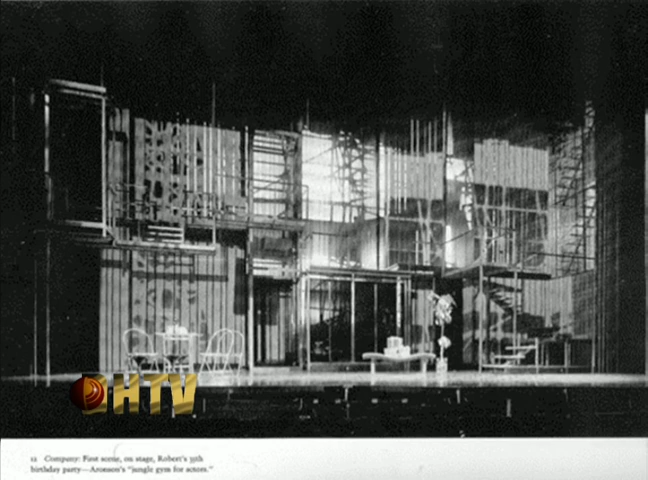 HTV
12 Company: First scene, on stage, Robert's 35th
birthday party—Aronson's "jungle gym for actors."